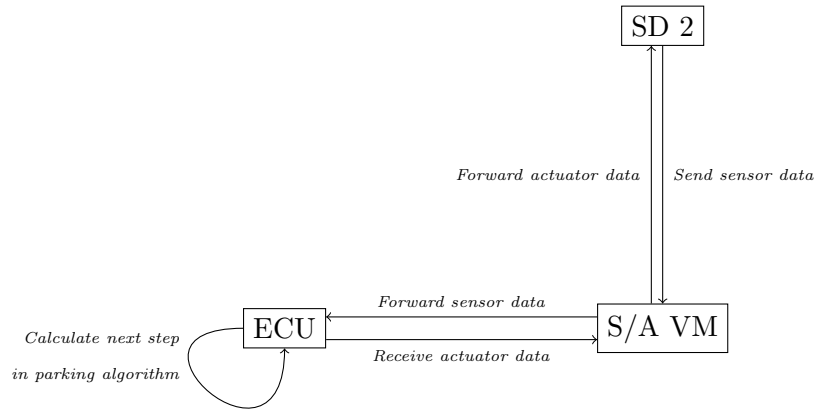 SD 2
Forward actuator data
Send sensor data
Forward sensor data
ECU
S/A VM
Calculate next step
in parking algorithm
Receive actuator data